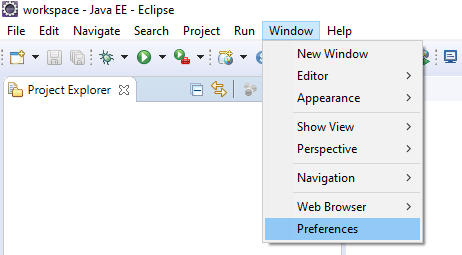 workspace - Java EE - Eclipse
File Edit Navigate Search Project Run Window Help
New Window
Editor
Appearance
Show View
Perspective
Navigation
Web Browser
Preferences
Project Explorer